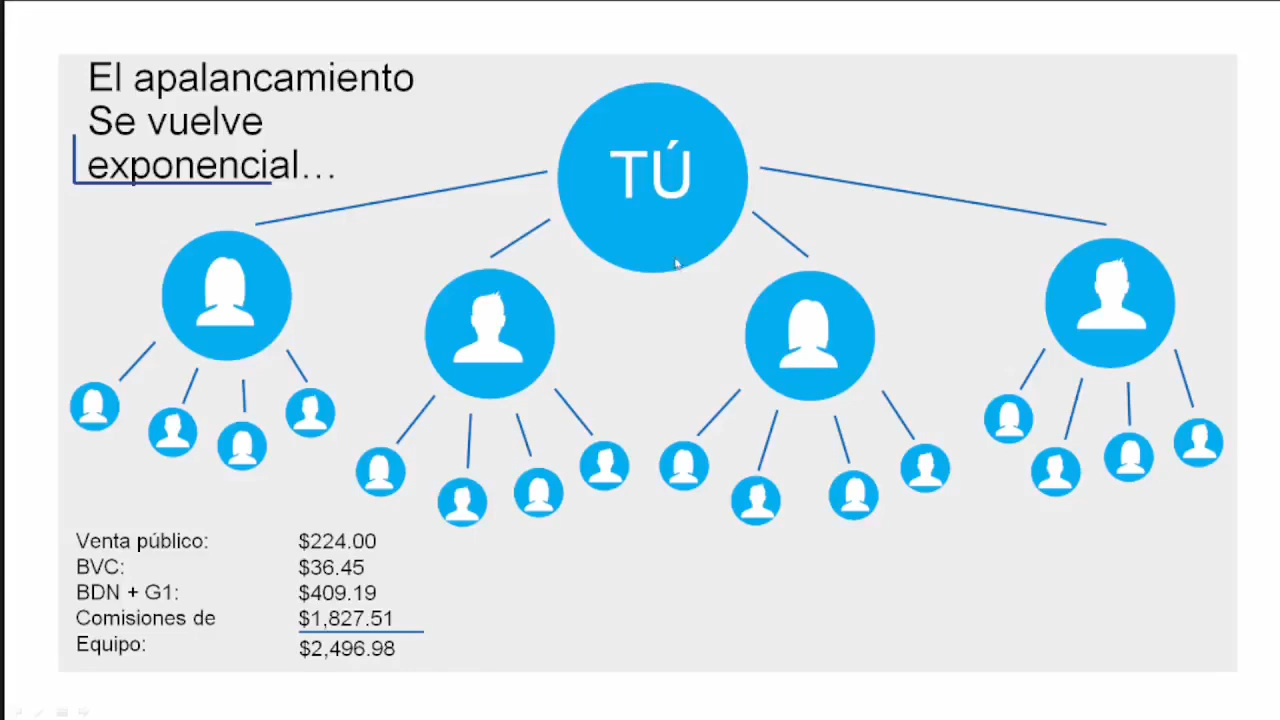 El apalancamiento
Se vuelve
exponencial...
TÚ
Venta público: $224.00
BVC: $36.45
BDN + G1: $409.19
Comisiones de $1,827.51
Equipo: $2,496.98